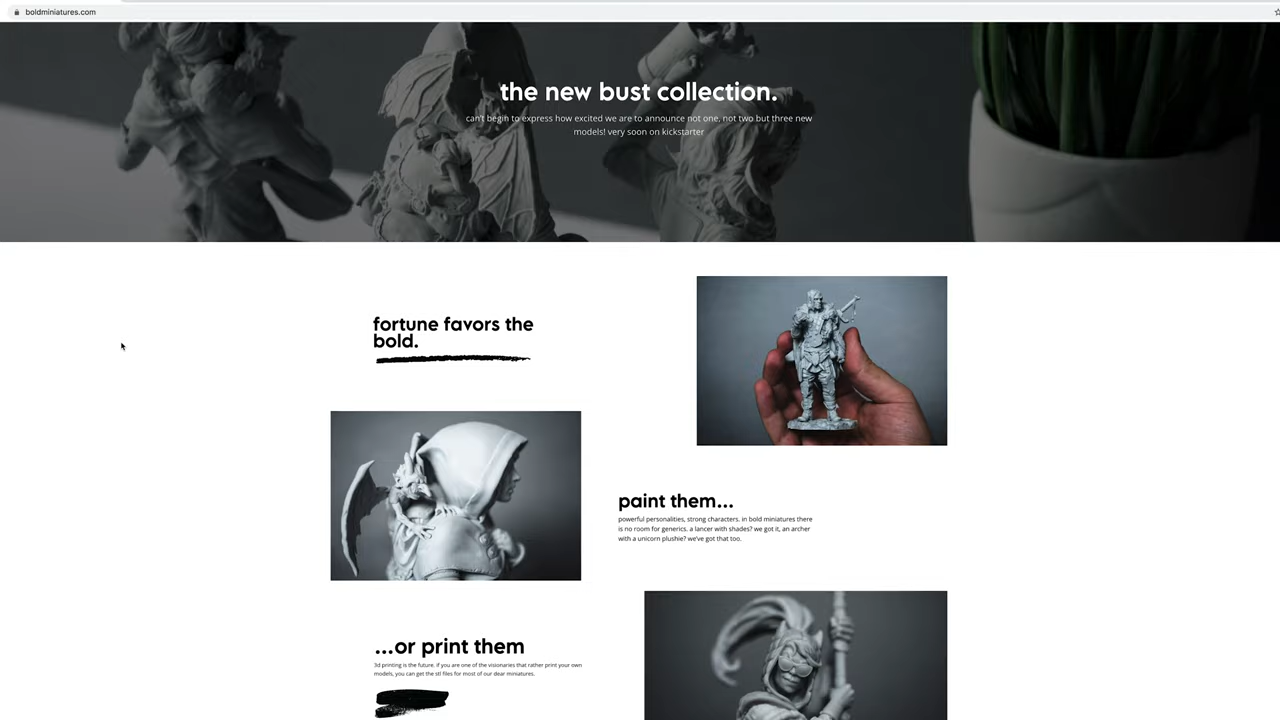 boldminiatures.com
the new bust collection.
can't begin to express how excited we are to announce not one, not two but three new
models! very soon on kickstarter
fortune favors the
bold.
paint them...
powerful personalities, strong characters. in bold miniatures there
is no room for generics. a lancer with shades? we got it, an archer
with a unicorn plushie? we've got that too.
...or print them
3d printing is the future. if you are one of the visionaries that rather print your own
models, you can get the stl files for most of our dear miniatures.